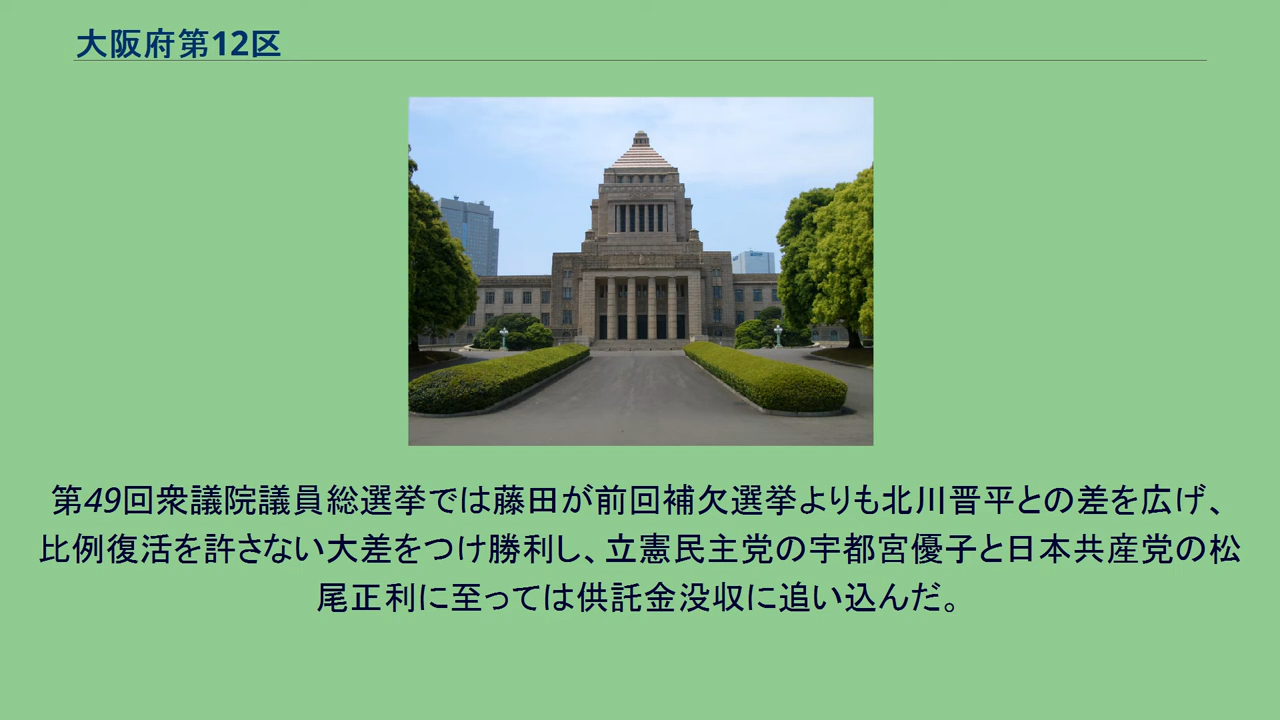 大阪府第12区
第49回衆議院議員総選挙では藤田が前回補欠選挙よりも北川晋平との差を広げ、
比例復活を許さない大差をつけ勝利し、立憲民主党の宇都宮優子と日本共産党の松
尾正利に至っては供託金没収に追い込んだ。